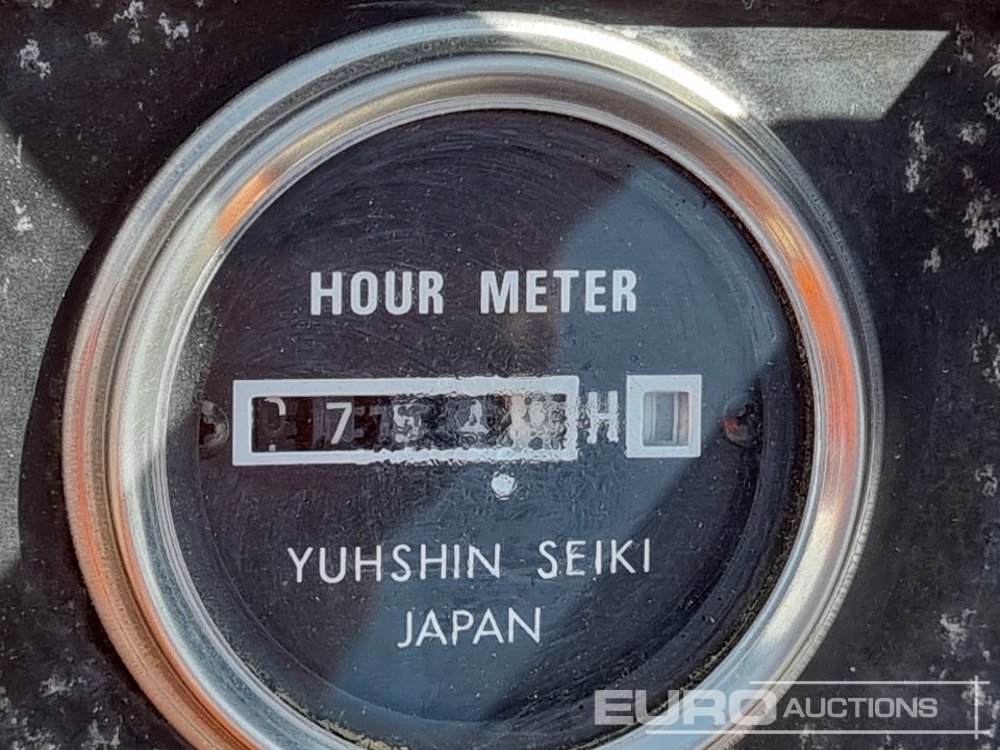 HOUR METER
H
YUHSHIN SEIKI
JAPAN
EURO AUCTIONS